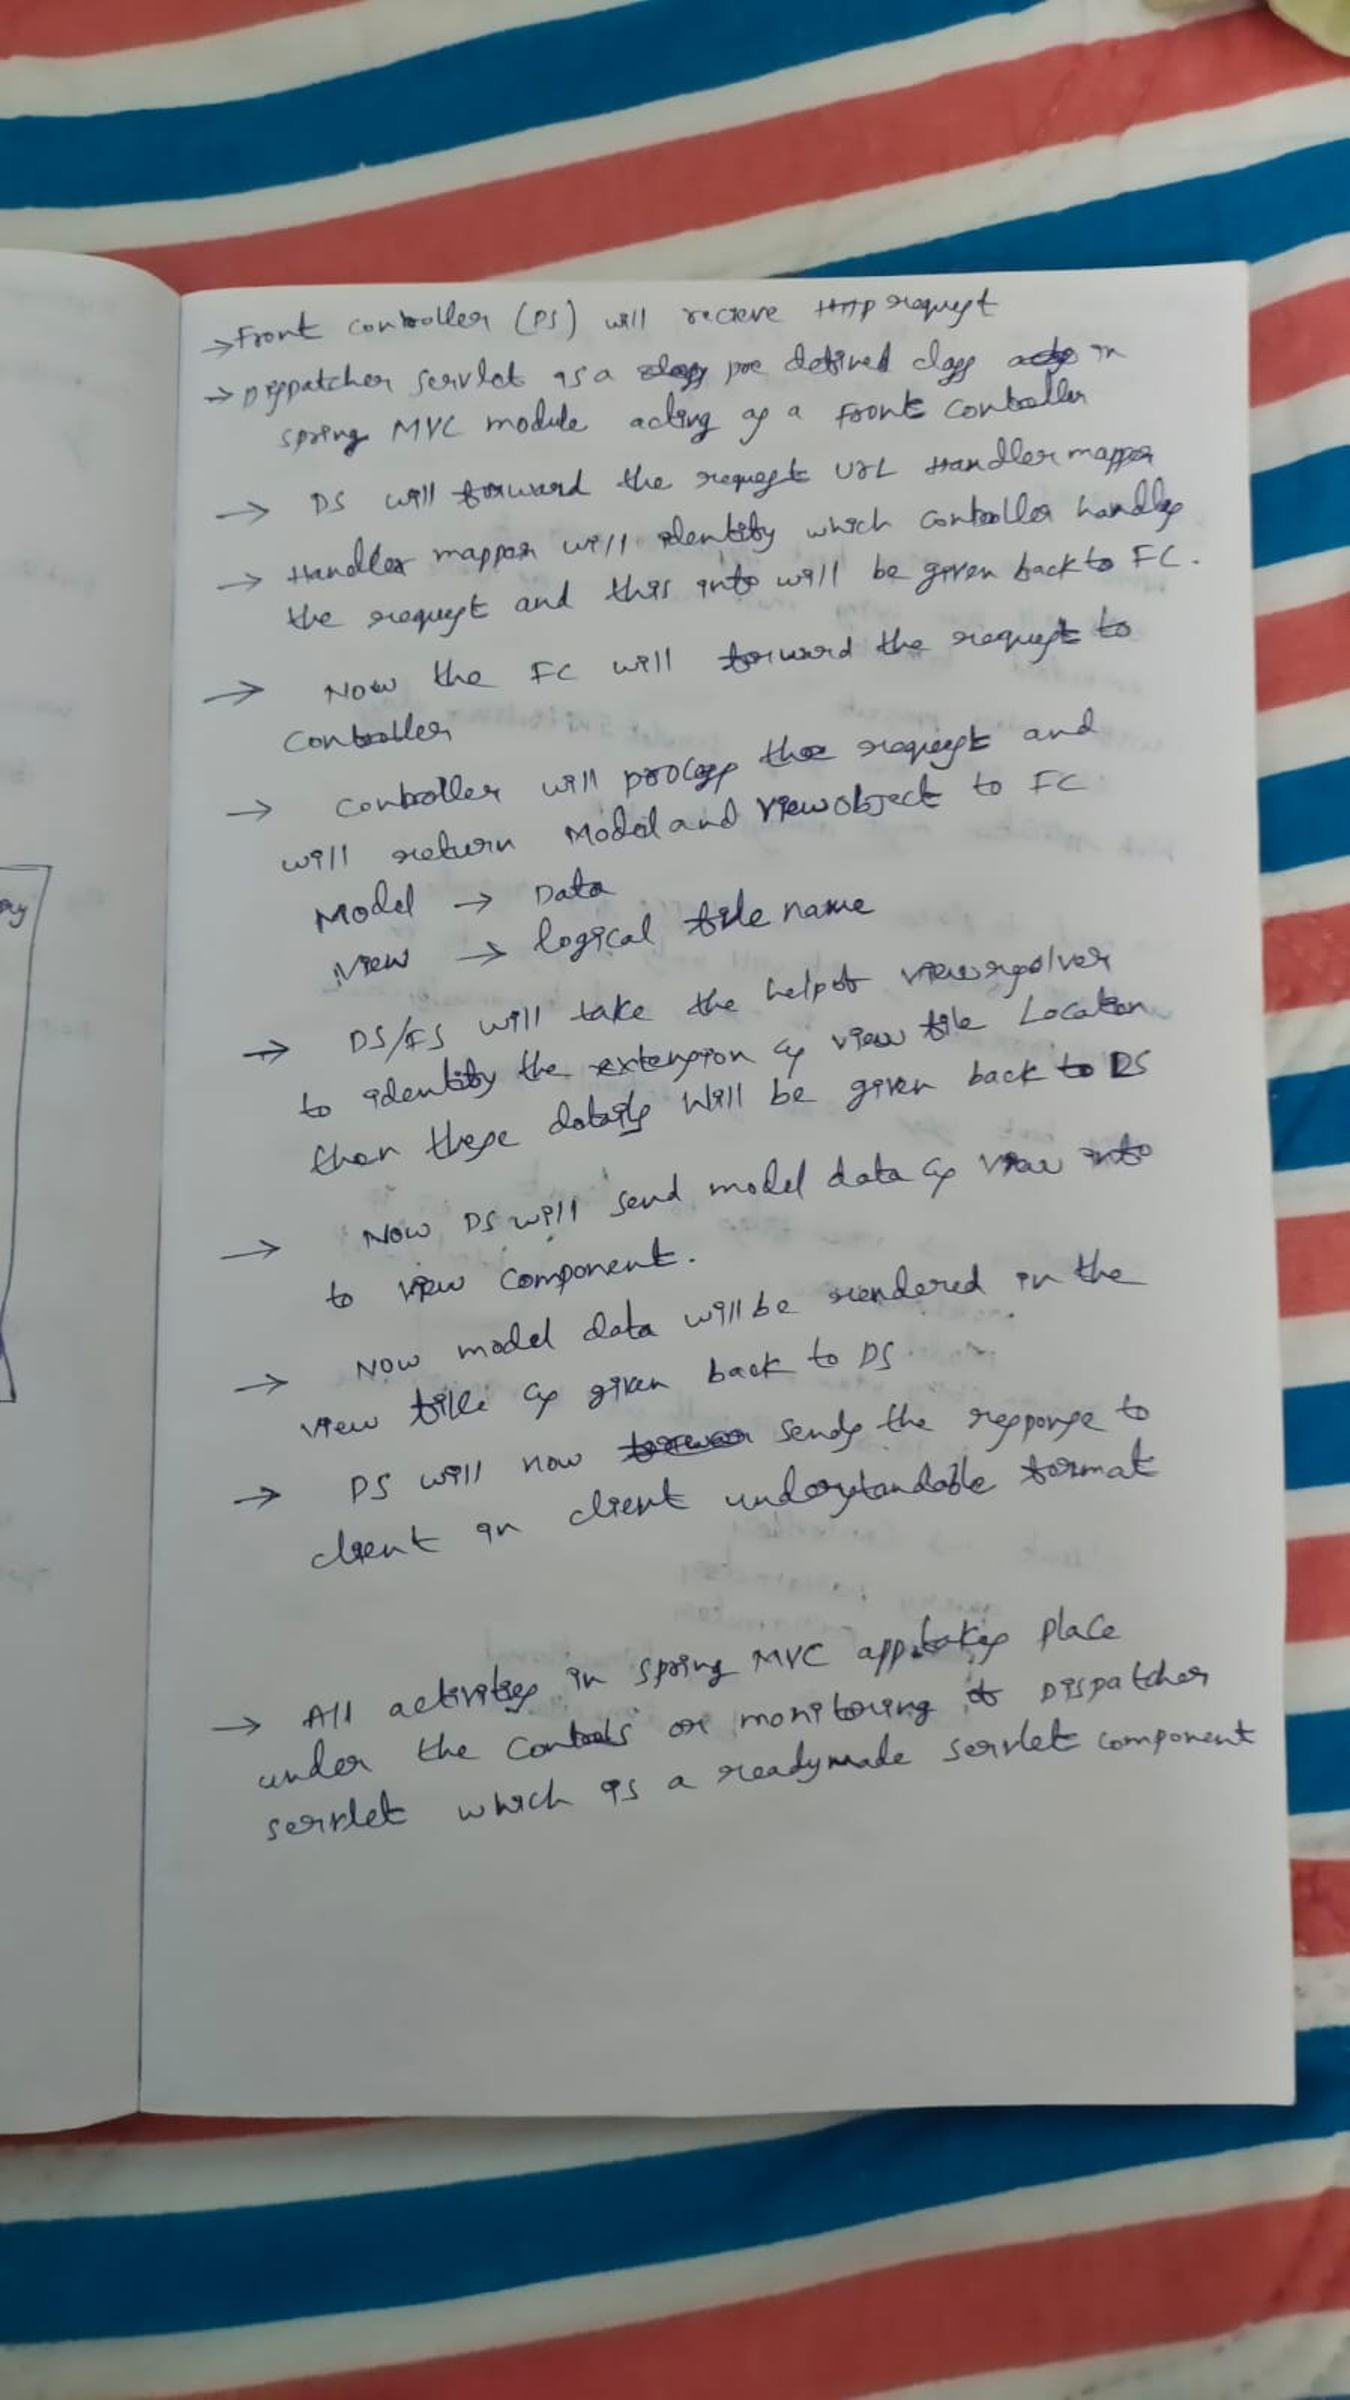 → Front controller (DS) will recieve HTTP request
→ Dispatcher servlet is a pre defined class in
spring MVC module acting as a Front Controller
→ DS will forward the request URL Handler mapper
→ Handler mapper will identify which controller handles
the request and this info will be given back to FC.
→ Now the FC will forward the request to
Controller
→ Controller will process the request and
will return Model and View object to FC
Model → Data
View → logical file name
→ DS/FS will take the help of view resolver
to identify the extension & view file Location
then these details will be given back to DS
→ Now DS will send model data & view info
to view component.
→ Now model data will be rendered in the
view file & given back to DS
→ DS will now sends the response to
client in client understandable format
→ All activities in spring MVC app takes place
under the controls or monitoring of Dispatcher
servlet which is a readymade servlet component
ay